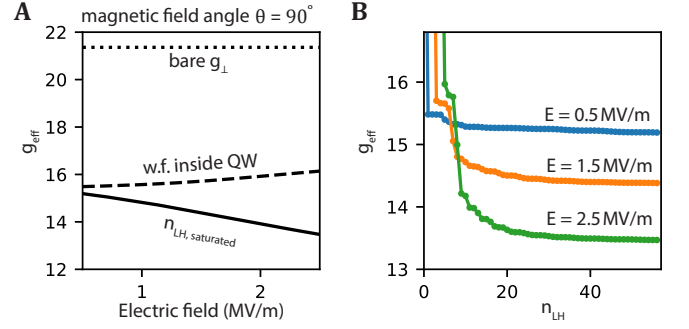 A
magnetic field angle θ = 90°
22
20
18
16
14
12
g_eff
bare g_⊥
w.f. inside QW
n_LH, saturated
1
2
Electric field (MV/m)
B
16
15
14
13
g_eff
E = 0.5 MV/m
E = 1.5 MV/m
E = 2.5 MV/m
0
20
40
n_LH